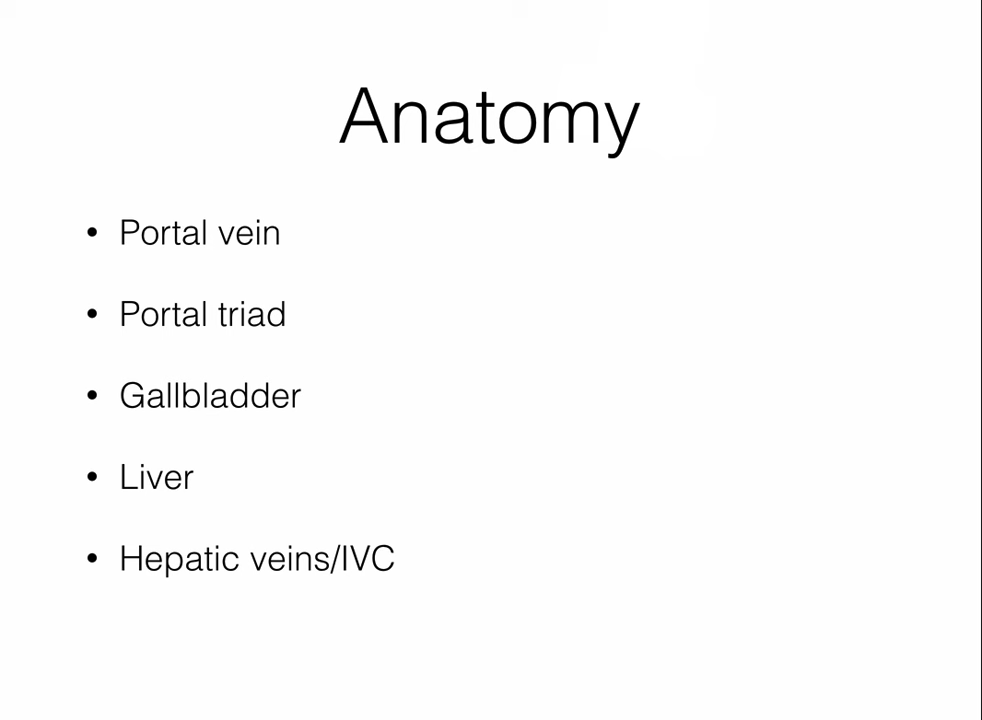 Anatomy
• Portal vein
• Portal triad
• Gallbladder
• Liver
• Hepatic veins/IVC